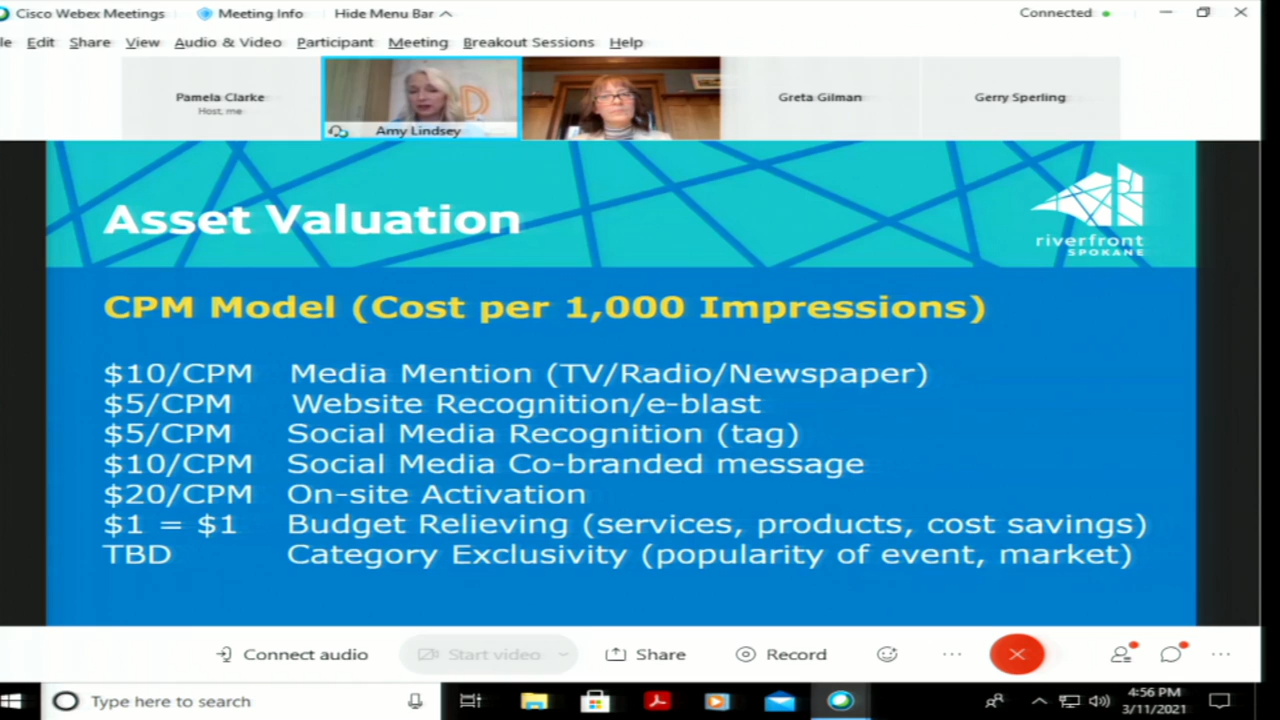 Cisco Webex Meetings Meeting Info Hide Menu Bar Connected
le Edit Share View Audio & Video Participant Meeting Breakout Sessions Help
Pamela Clarke
Host, me
Amy Lindsey
Greta Gilman
Gerry Sperling
Asset Valuation
riverfront
SPOKANE
CPM Model (Cost per 1,000 Impressions)
$10/CPM Media Mention (TV/Radio/Newspaper)
$5/CPM Website Recognition/e-blast
$5/CPM Social Media Recognition (tag)
$10/CPM Social Media Co-branded message
$20/CPM On-site Activation
$1 = $1 Budget Relieving (services, products, cost savings)
TBD Category Exclusivity (popularity of event, market)
Connect audio Start video Share Record
Type here to search
4:56 PM
3/11/2021